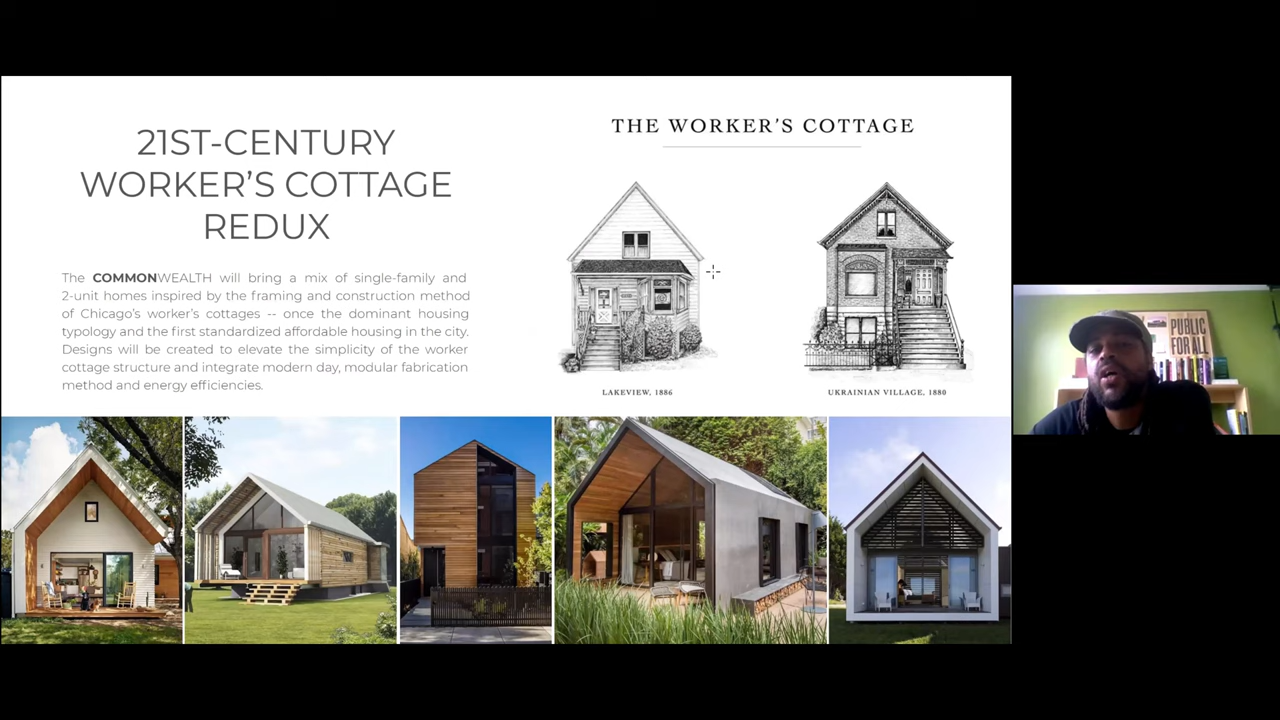 21ST-CENTURY
WORKER'S COTTAGE
REDUX
The COMMONWEALTH will bring a mix of single-family and
2-unit homes inspired by the framing and construction method
of Chicago's worker's cottages -- once the dominant housing
typology and the first standardized affordable housing in the city.
Designs will be created to elevate the simplicity of the worker
cottage structure and integrate modern day, modular fabrication
method and energy efficiencies.
THE WORKER'S COTTAGE
LAKEVIEW, 1886
UKRAINIAN VILLAGE, 1880
PUBLIC
FOR ALL